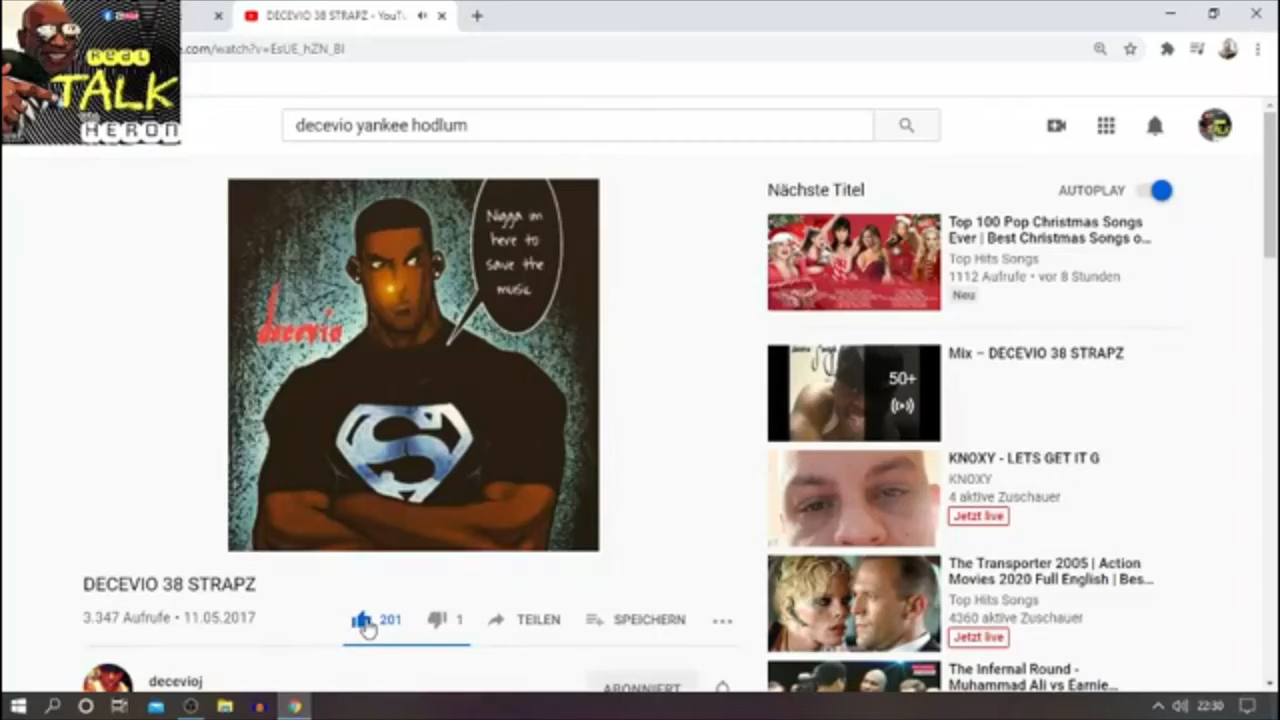 DECEVIO 38 STRAPZ - YouTu
.com/watch?v=EsUE_hZN_BI
ReaL
TALK
HERON
decevio yankee hodlum
Nigga im
here to
save the
music
decevio
DECEVIO 38 STRAPZ
3.347 Aufrufe • 11.05.2017
201
1
TEILEN
SPEICHERN
decevioj
ABONNIERT
Nächste Titel
AUTOPLAY
Top 100 Pop Christmas Songs
Ever | Best Christmas Songs o...
Top Hits Songs
1112 Aufrufe • vor 8 Stunden
Neu
50+
Mix – DECEVIO 38 STRAPZ
KNOXY - LETS GET IT G
KNOXY
4 aktive Zuschauer
Jetzt live
The Transporter 2005 | Action
Movies 2020 Full English | Bes...
Top Hits Songs
4360 aktive Zuschauer
Jetzt live
The Infernal Round -
Muhammad Ali vs Earnie...
22:30